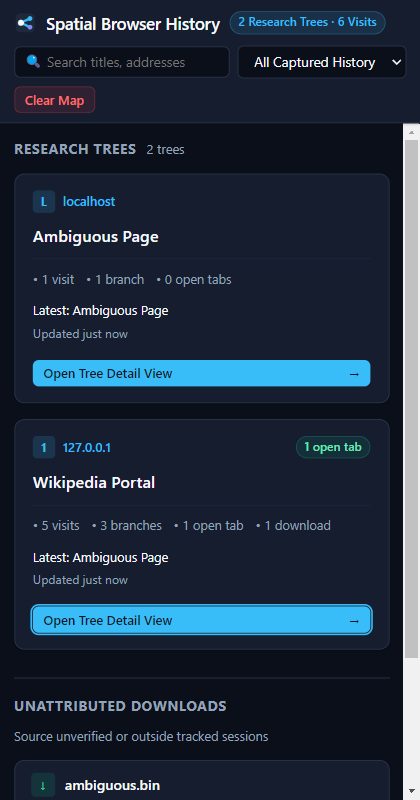 Spatial Browser History
2 Research Trees · 6 Visits
Search titles, addresses
All Captured History
Clear Map
RESEARCH TREES 2 trees
L localhost
Ambiguous Page
• 1 visit • 1 branch • 0 open tabs
Latest: Ambiguous Page
Updated just now
Open Tree Detail View →
1 127.0.0.1 1 open tab
Wikipedia Portal
• 5 visits • 3 branches • 1 open tab • 1 download
Latest: Ambiguous Page
Updated just now
Open Tree Detail View →
UNATTRIBUTED DOWNLOADS
Source unverified or outside tracked sessions
↓ ambiguous.bin